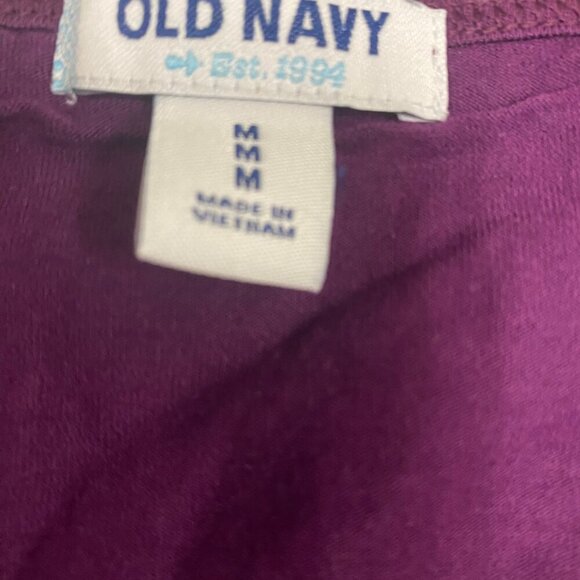 OLD NAVY
Est. 1994
M
M
M
MADE IN
VIETNAM